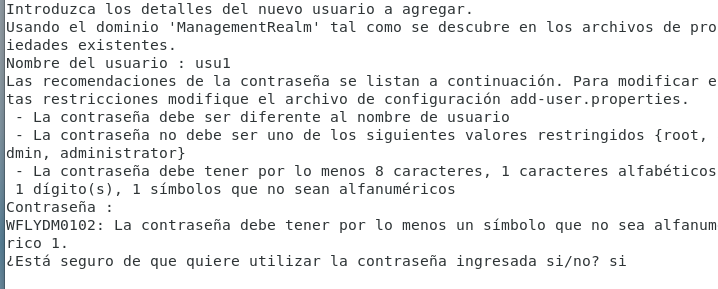 Introduzca los detalles del nuevo usuario a agregar.
Usando el dominio 'ManagementRealm' tal como se descubre en los archivos de pro
iedades existentes.
Nombre del usuario : usu1
Las recomendaciones de la contraseña se listan a continuación. Para modificar e
tas restricciones modifique el archivo de configuración add-user.properties.
 - La contraseña debe ser diferente al nombre de usuario
 - La contraseña no debe ser uno de los siguientes valores restringidos {root,
dmin, administrator}
 - La contraseña debe tener por lo menos 8 caracteres, 1 caracteres alfabéticos
 1 dígito(s), 1 símbolos que no sean alfanuméricos
Contraseña :
WFLYDM0102: La contraseña debe tener por lo menos un símbolo que no sea alfanum
rico 1.
¿Está seguro de que quiere utilizar la contraseña ingresada si/no? si